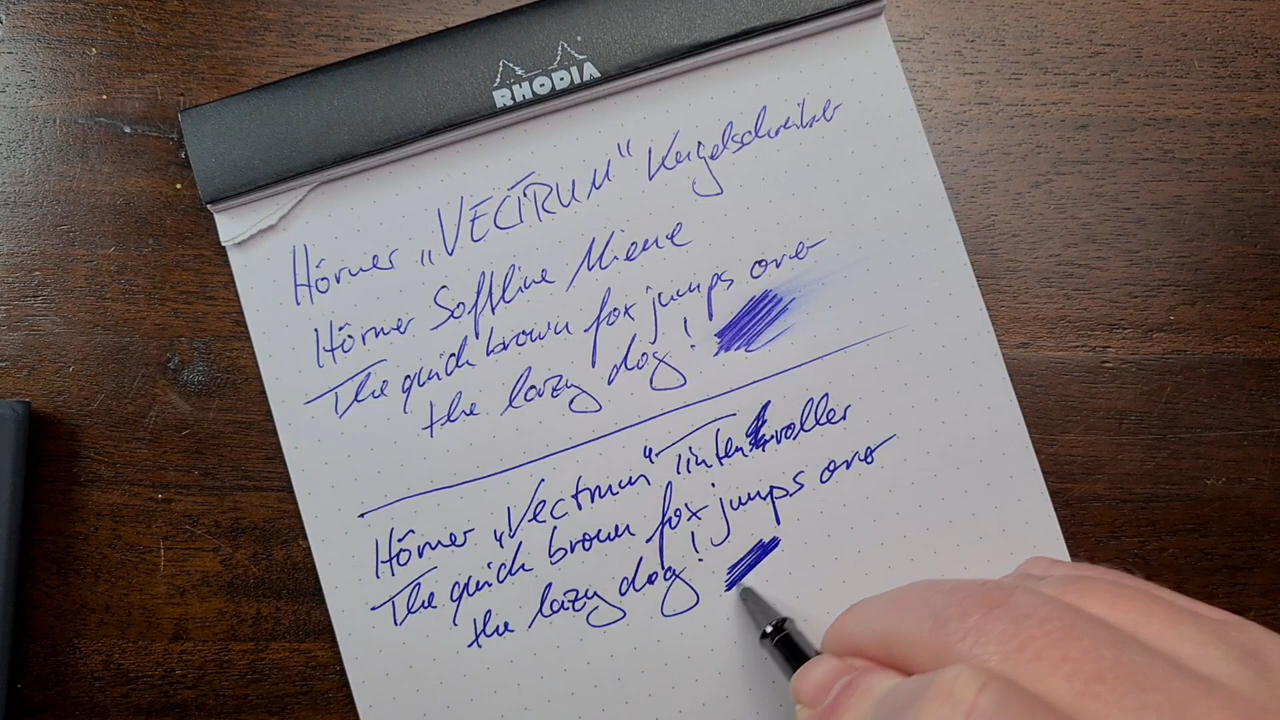 RHODIA
Hörner „VECTRUM“ Kugelschreiber
Hörner Softline Miene
The quick brown fox jumps over
the lazy dog!
Hörner „Vectrum“ Tintenroller
The quick brown fox jumps over
the lazy dog!